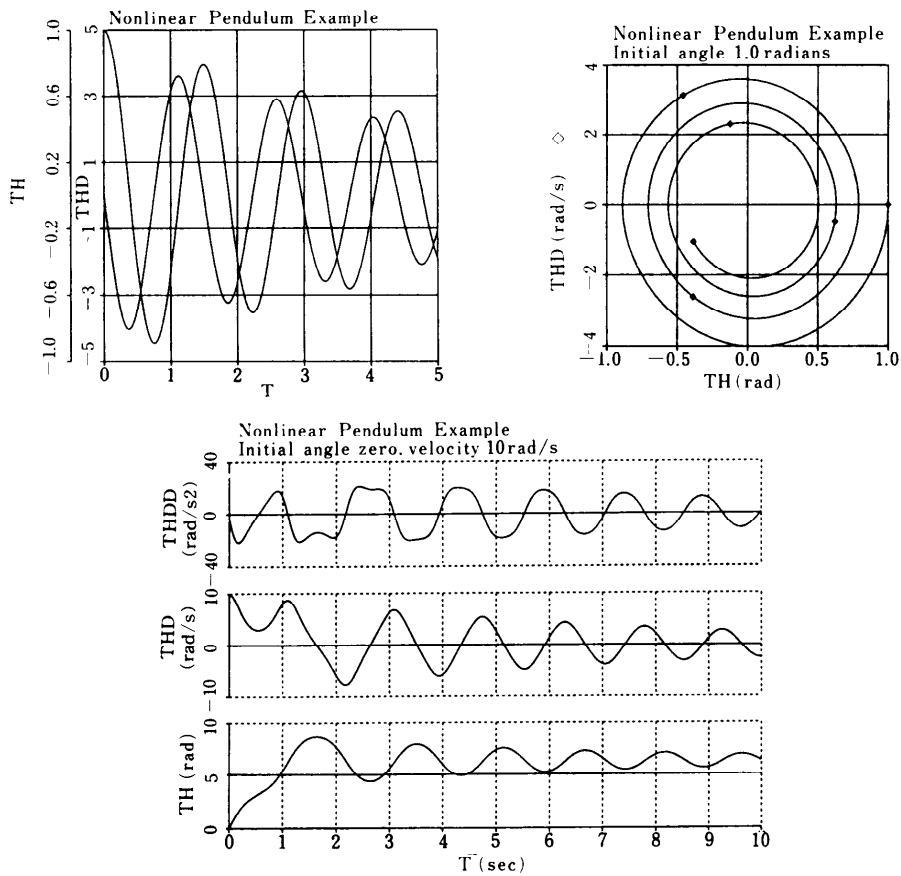 Nonlinear Pendulum Example
1.0
0.6
0.2
-0.2
-0.6
-1.0
TH
5
3
1
-1
-3
-5
THD
0 1 2 3 4 5
T
Nonlinear Pendulum Example
Initial angle 1.0 radians
4
2
0
-2
-4
THD (rad/s) ◇
-1.0 -0.5 0.0 0.5 1.0
TH (rad)
Nonlinear Pendulum Example
Initial angle zero. velocity 10 rad/s
40
0
-40
THDD
(rad/s2)
10
0
-10
THD
(rad/s)
10
5
0
TH (rad)
0 1 2 3 4 5 6 7 8 9 10
T (sec)